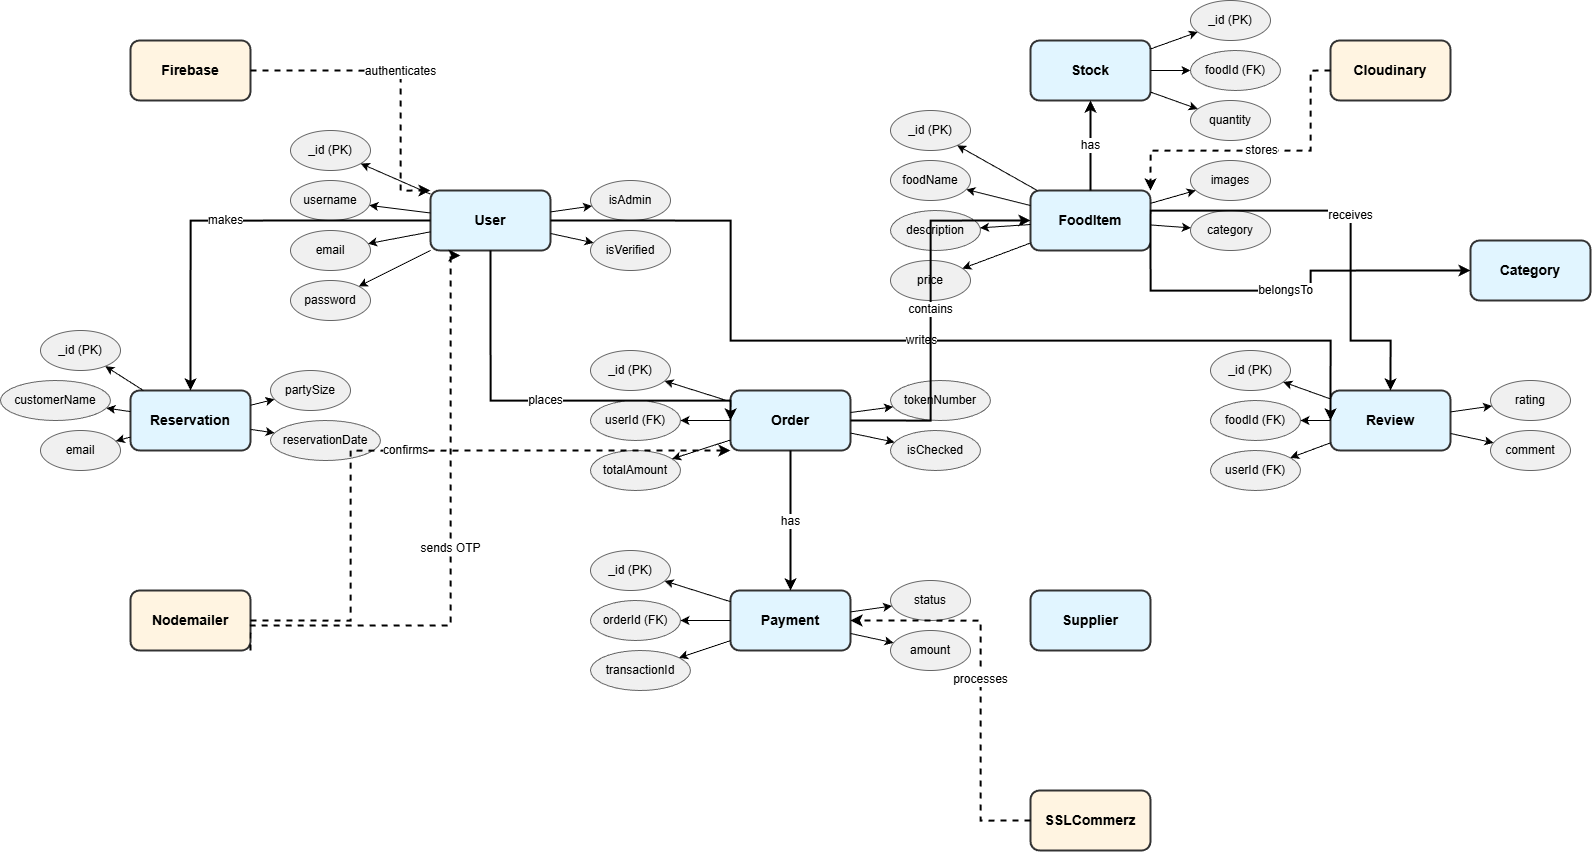 _id (PK)
Firebase
authenticates
Stock
foodId (FK)
Cloudinary
quantity
_id (PK)
_id (PK)
has
stores
username
isAdmin
foodName
images
makes
User
FoodItem
receives
email
isVerified
description
category
password
price
belongsTo
Category
contains
writes
_id (PK)
_id (PK)
_id (PK)
customerName
partySize
places
tokenNumber
rating
Reservation
userId (FK)
Order
foodId (FK)
Review
email
reservationDate
confirms
totalAmount
isChecked
userId (FK)
comment
has
sends OTP
_id (PK)
status
Nodemailer
orderId (FK)
Payment
Supplier
transactionId
amount
processes
SSLCommerz